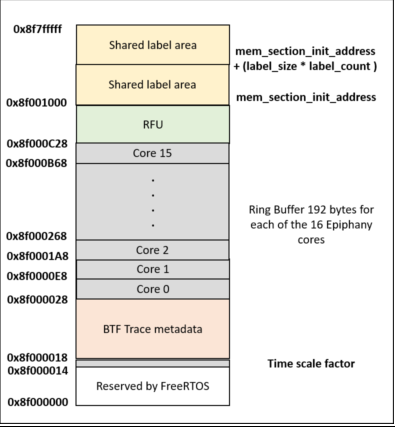 0x8f7fffff
Shared label area
mem_section_init_address
+ (label_size * label_count )
Shared label area
mem_section_init_address
0x8f001000
RFU
0x8f000C28
Core 15
0x8f000B68
.
.
.
.
Ring Buffer 192 bytes for
each of the 16 Epiphany
cores
0x8f000268
Core 2
0x8f0001A8
Core 1
0x8f0000E8
Core 0
0x8f000028
BTF Trace metadata
0x8f000018
Time scale factor
0x8f000014
Reserved by FreeRTOS
0x8f000000